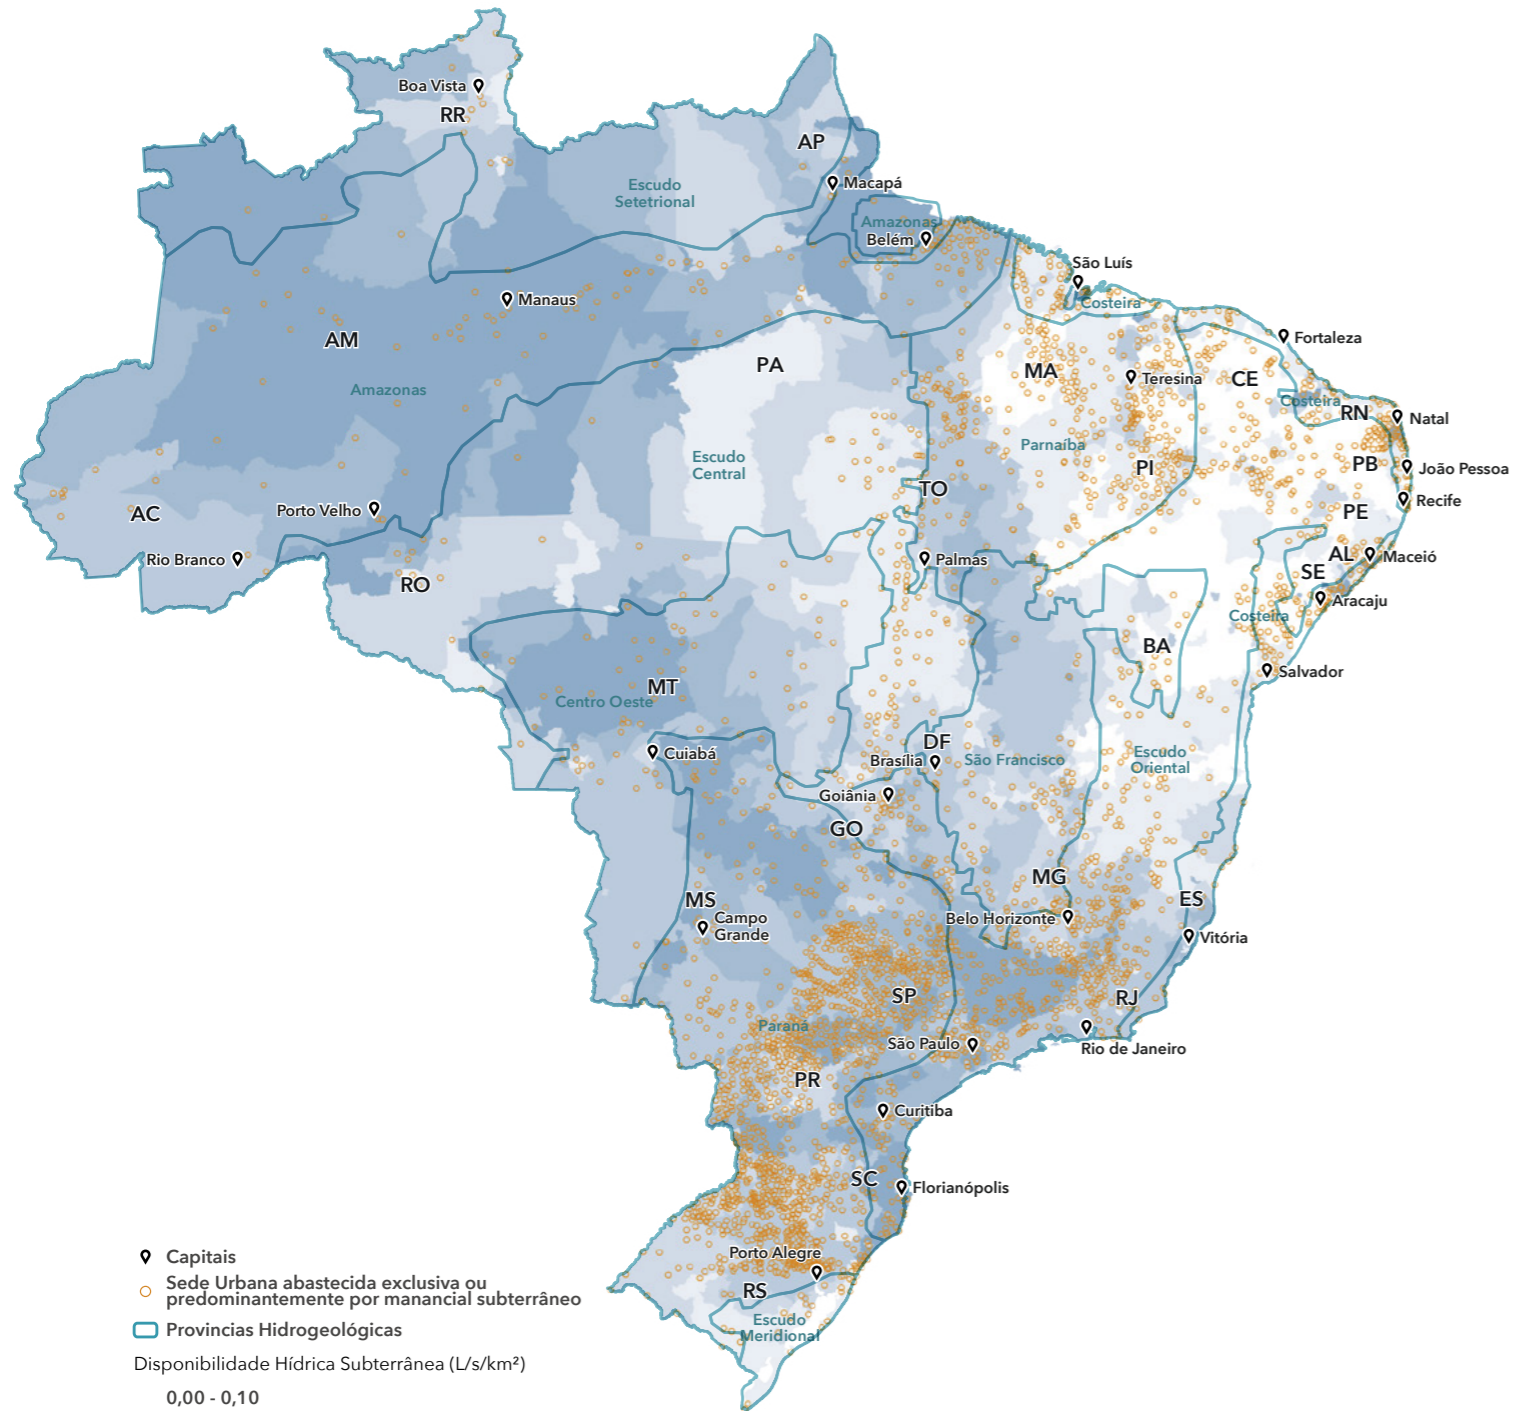 Boa Vista
RR
AP
Escudo
Setetrional
Macapá
Amazonas
Belém
São Luís
Costeira
Manaus
Fortaleza
AM
PA
MA
Teresina
CE
Amazonas
Costeira
RN
Natal
Parnaíba
Escudo
Central
PI
PB
João Pessoa
TO
Recife
AC
Porto Velho
PE
Rio Branco
Palmas
AL
Maceió
RO
SE
Aracaju
Costeira
BA
Salvador
MT
Centro Oeste
DF
Cuiabá
Brasília
São Francisco
Escudo
Oriental
Goiânia
GO
MG
MS
ES
Campo
Grande
Belo Horizonte
Vitória
SP
RJ
Paraná
São Paulo
Rio de Janeiro
PR
Curitiba
SC
Florianópolis
Porto Alegre
RS
Escudo
Meridional
Capitais
Sede Urbana abastecida exclusiva ou
predominantemente por manancial subterrâneo
Provincias Hidrogeológicas
Disponibilidade Hídrica Subterrânea (L/s/km²)
0,00 - 0,10